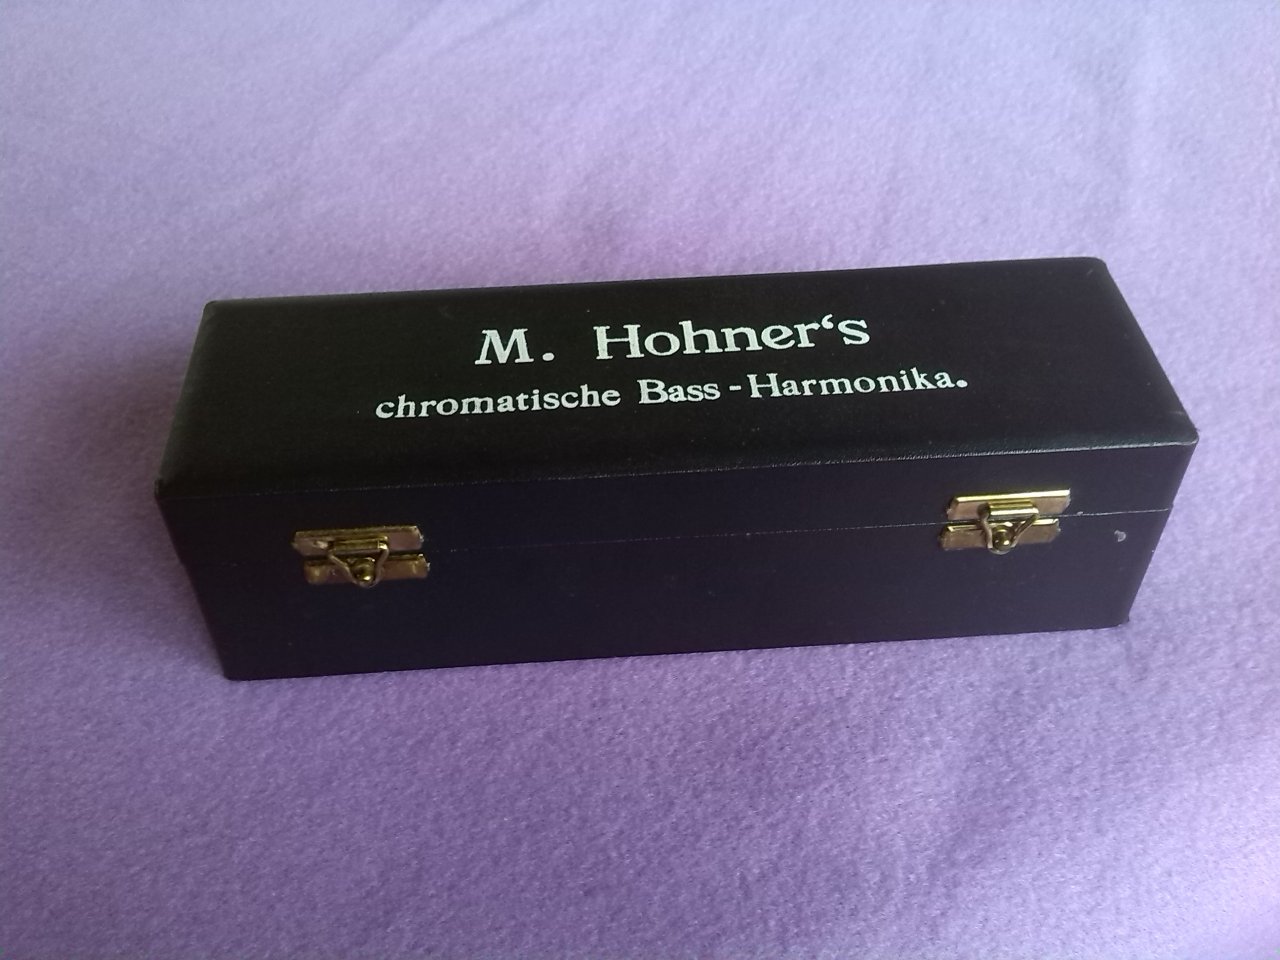 M. Hohner‘s
chromatische Bass-Harmonika.